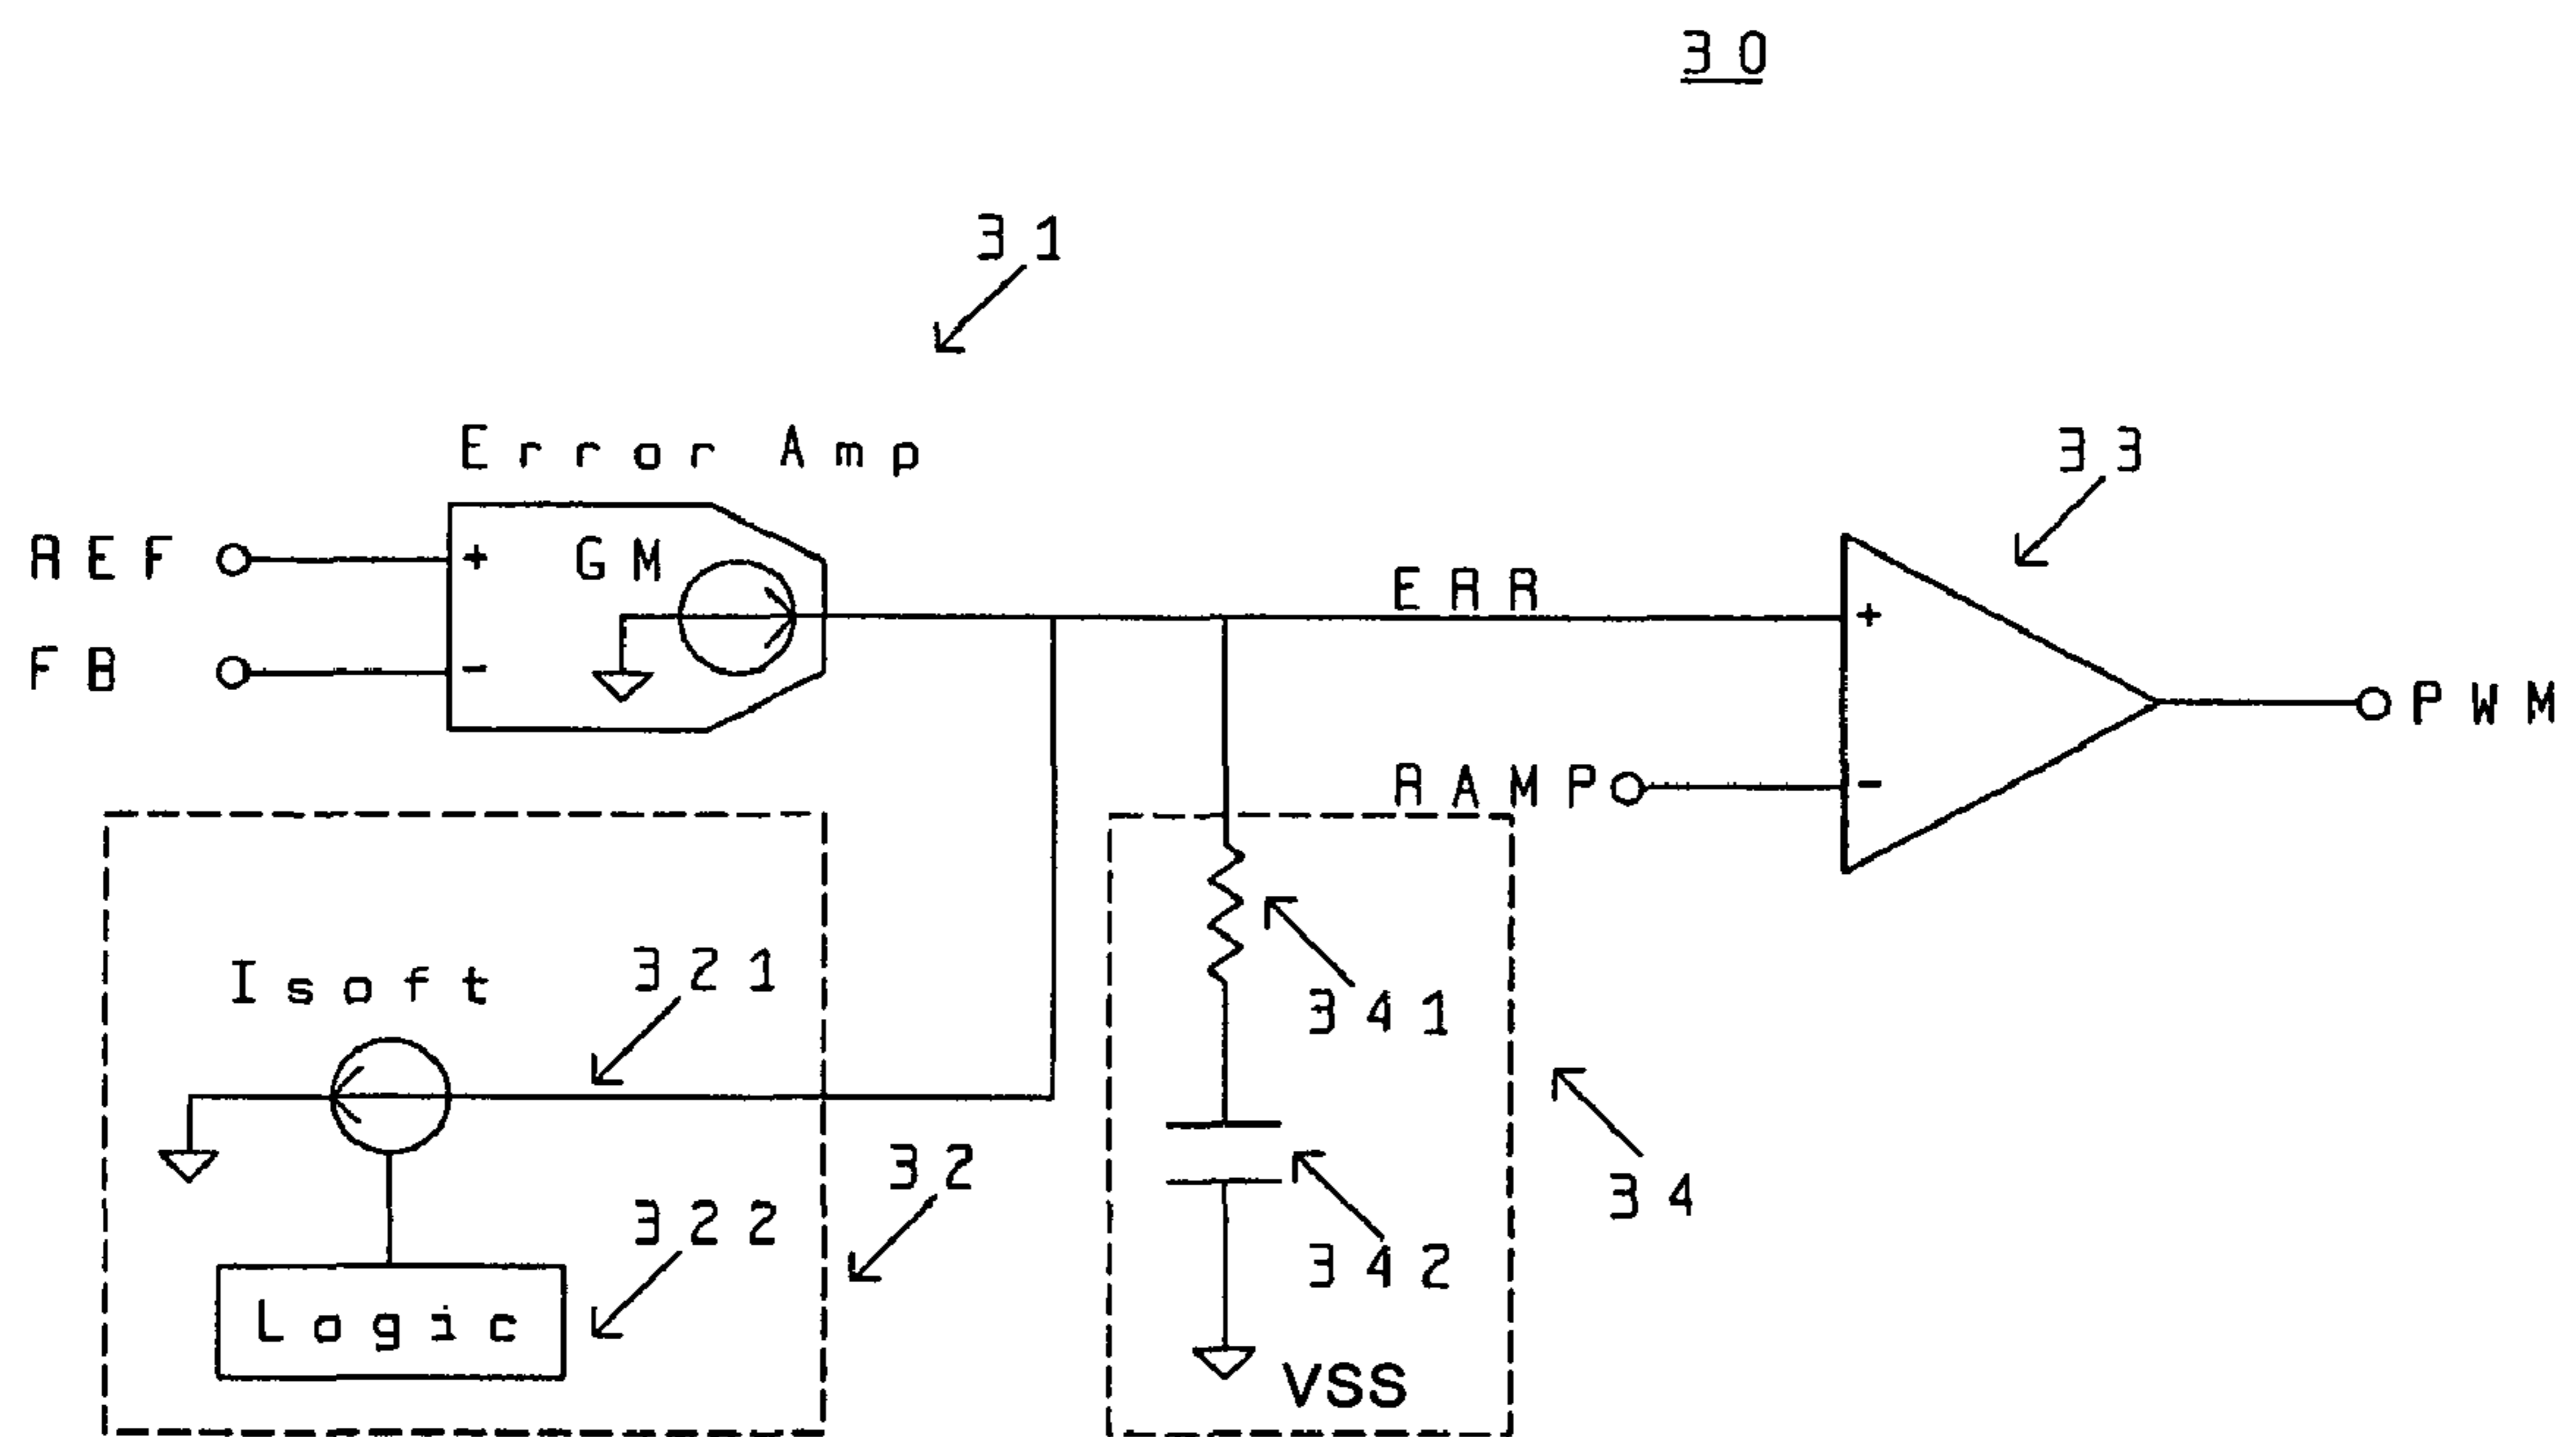 30
31
Error Amp
33
REF
+
GM
ERR
+
FB
-
PWM
RAMP
-
Isoft
321
341
32
34
322
342
Logic
VSS